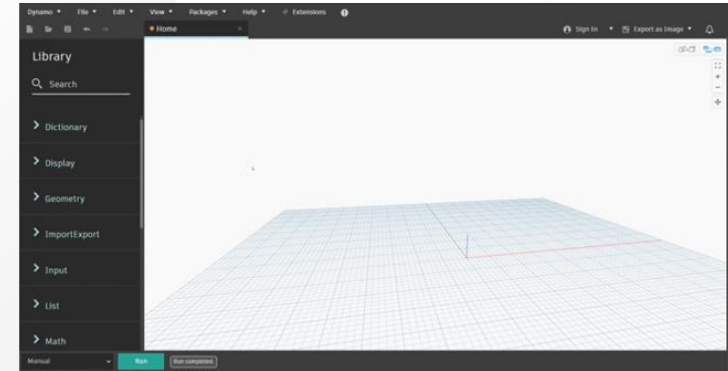 Dynamo File Edit View Packages Help Extensions
Home Sign In Export as Image
Library
Search
Dictionary
Display
Geometry
ImportExport
Input
List
Math
Manual Run Run completed.